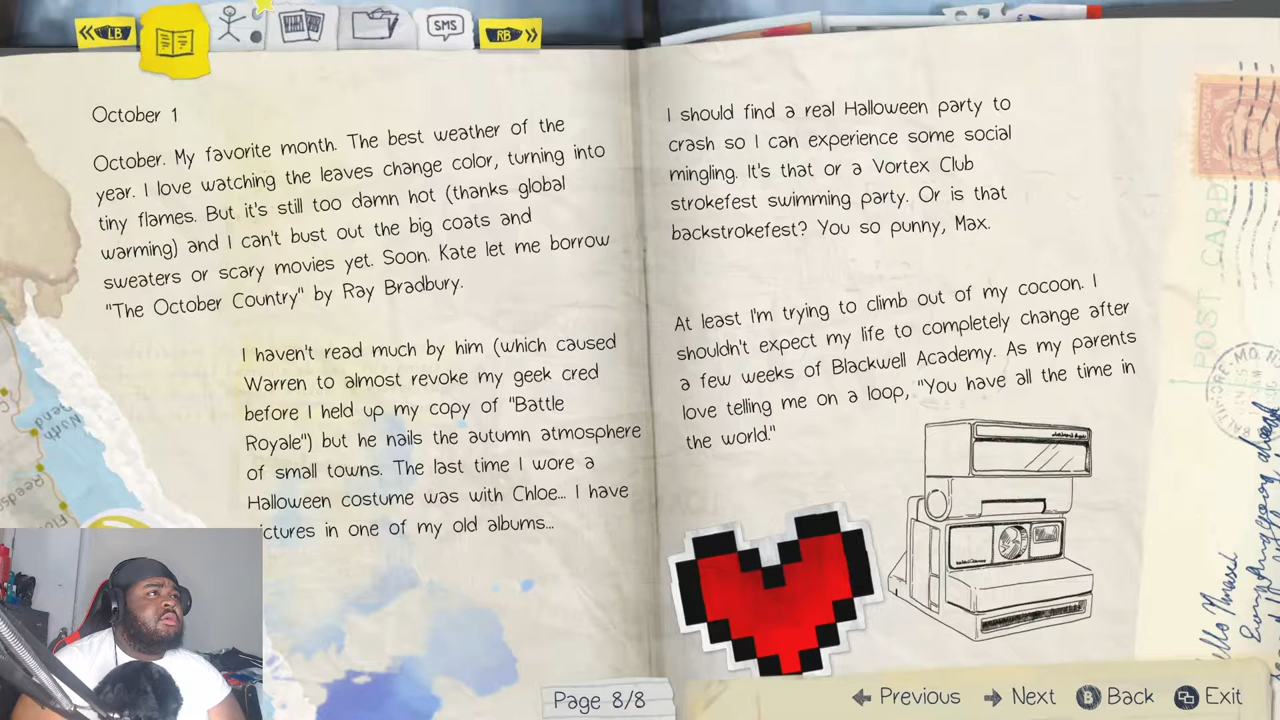 LB
SMS
RB
October 1
October. My favorite month. The best weather of the
year. I love watching the leaves change color, turning into
tiny flames. But it's still too damn hot (thanks global
warming) and I can't bust out the big coats and
sweaters or scary movies yet. Soon. Kate let me borrow
"The October Country" by Ray Bradbury.
I haven't read much by him (which caused
Warren to almost revoke my geek cred
before I held up my copy of "Battle
Royale") but he nails the autumn atmosphere
of small towns. The last time I wore a
Halloween costume was with Chloe... I have
ictures in one of my old albums...
I should find a real Halloween party to
crash so I can experience some social
mingling. It's that or a Vortex Club
strokefest swimming party. Or is that
backstrokefest? You so punny, Max.
At least I'm trying to climb out of my cocoon. I
shouldn't expect my life to completely change after
a few weeks of Blackwell Academy. As my parents
love telling me on a loop, "You have all the time in
the world."
POST CARD
Page 8/8
Previous
Next
B Back
Exit